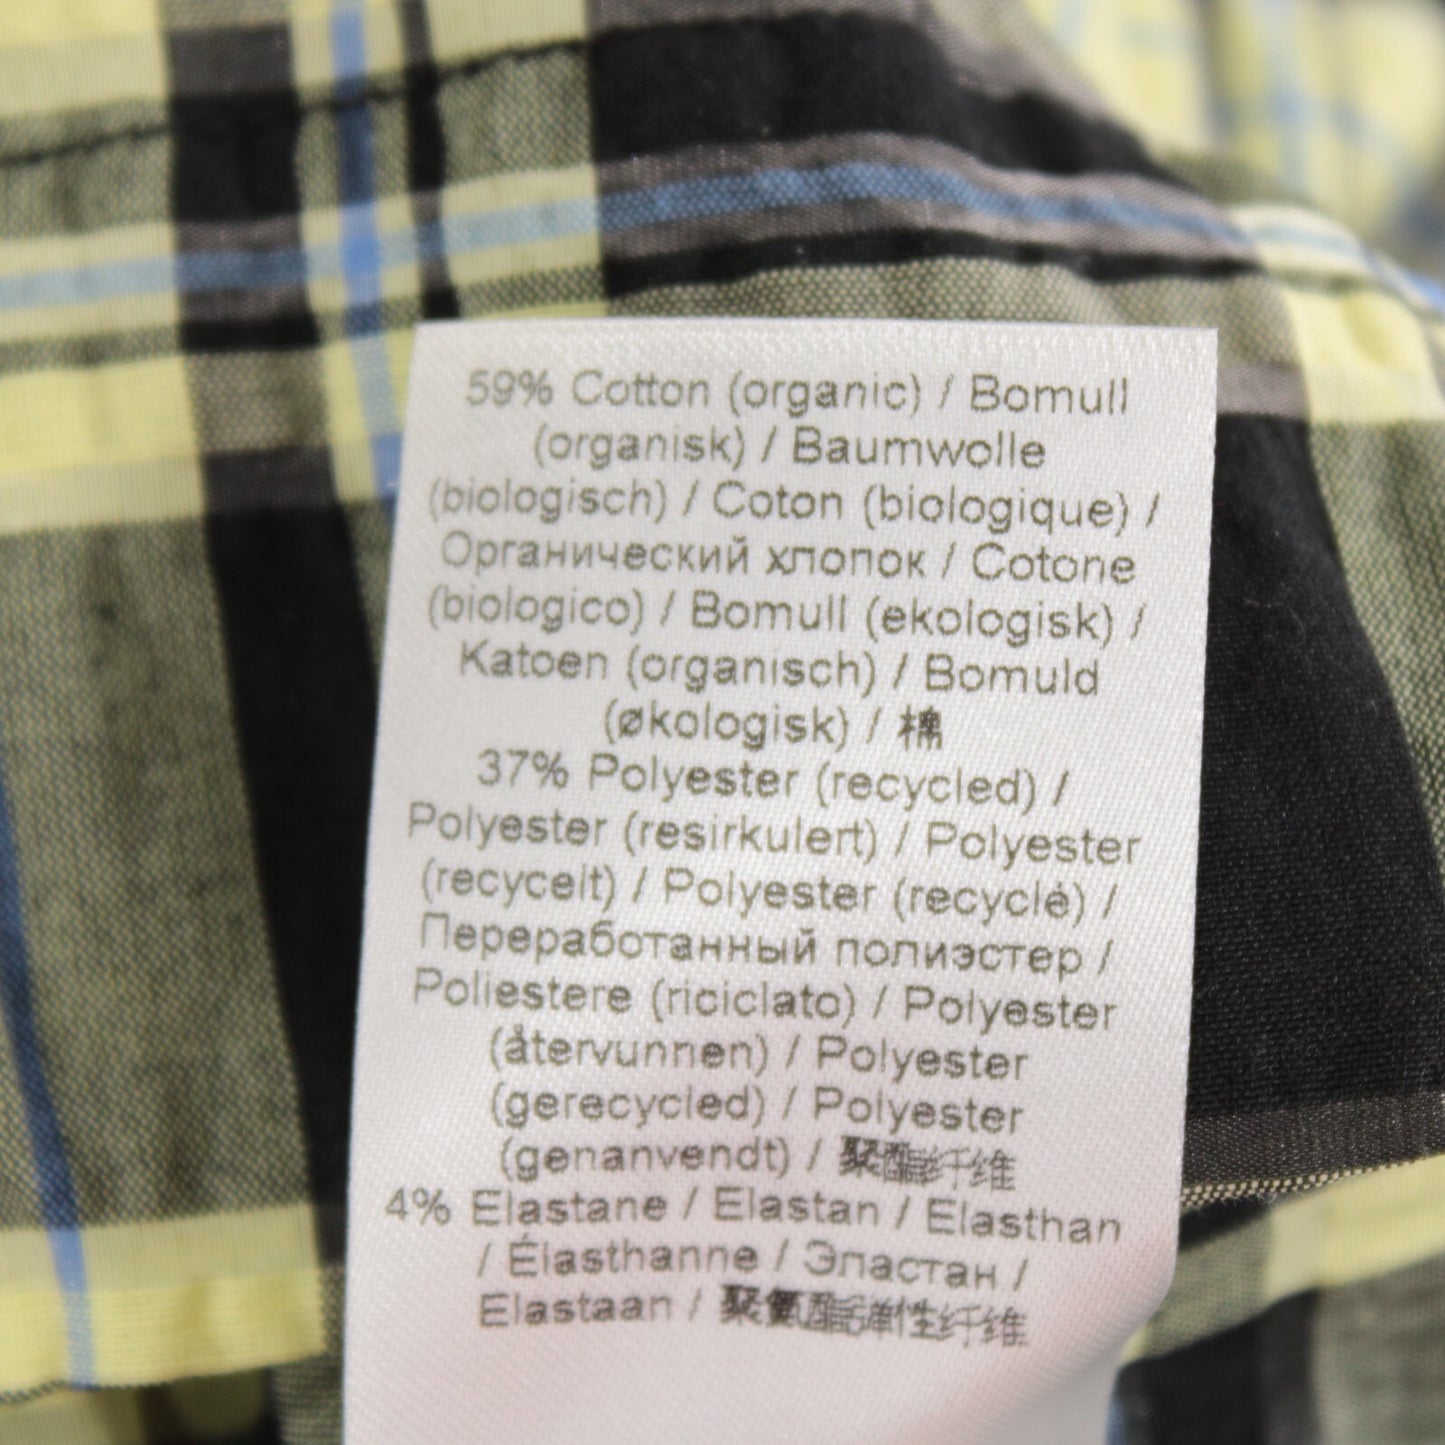 59% Cotton (organic) / Bomull
(organisk) / Baumwolle
(biologisch) / Coton (biologique) /
Органический хлопок / Cotone
(biologico) / Bomull (ekologisk) /
Katoen (organisch) / Bomuld
(økologisk) / 棉
37% Polyester (recycled) /
Polyester (resirkulert) / Polyester
(recycelt) / Polyester (recyclé) /
Переработанный полиэстер /
Poliestere (riciclato) / Polyester
(återvunnen) / Polyester
(gerecycled) / Polyester
(genanvendt) / 聚酯纤维
4% Elastane / Elastan / Elasthan
/ Élasthanne / Эластан /
Elastaan / 聚氨酯弹性纤维